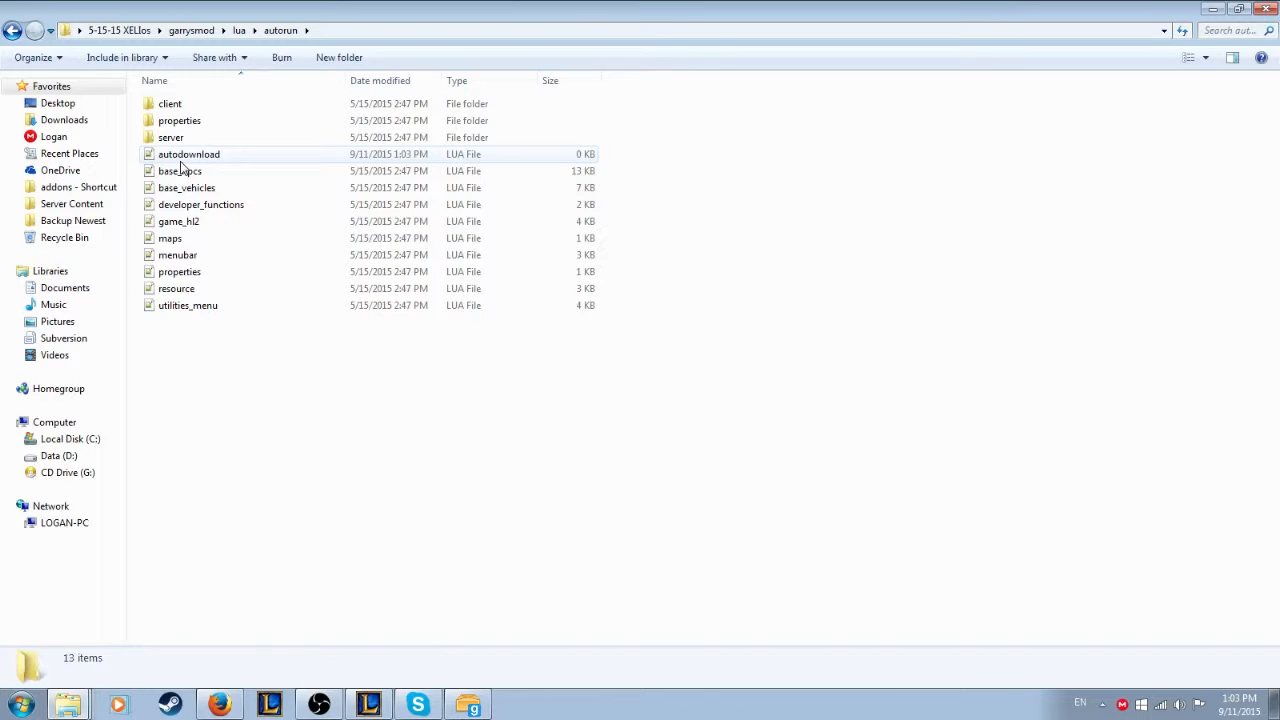 5-15-15 XELIos ▸ garrysmod ▸ lua ▸ autorun ▸
Search aut...
Organize Include in library Share with Burn New folder
Name Date modified Type Size
Favorites
Desktop
Downloads
Logan
Recent Places
OneDrive
addons - Shortcut
Server Content
Backup Newest
Recycle Bin
Libraries
Documents
Music
Pictures
Subversion
Videos
Homegroup
Computer
Local Disk (C:)
Data (D:)
CD Drive (G:)
Network
LOGAN-PC
client 5/15/2015 2:47 PM File folder
properties 5/15/2015 2:47 PM File folder
server 5/15/2015 2:47 PM File folder
autodownload 9/11/2015 1:03 PM LUA File 0 KB
5/15/2015 2:47 PM LUA File 13 KB
base_vehicles 5/15/2015 2:47 PM LUA File 7 KB
developer_functions 5/15/2015 2:47 PM LUA File 2 KB
game_hl2 5/15/2015 2:47 PM LUA File 4 KB
maps 5/15/2015 2:47 PM LUA File 1 KB
menubar 5/15/2015 2:47 PM LUA File 3 KB
properties 5/15/2015 2:47 PM LUA File 1 KB
resource 5/15/2015 2:47 PM LUA File 3 KB
utilities_menu 5/15/2015 2:47 PM LUA File 4 KB
13 items
EN
1:03 PM
9/11/2015